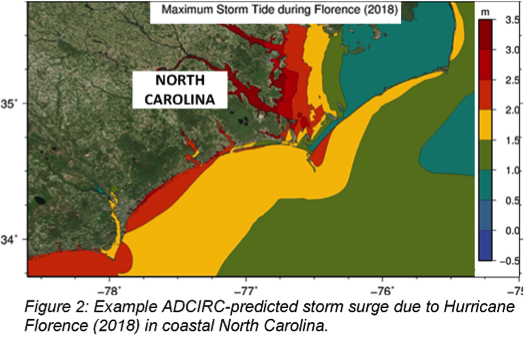 Maximum Storm Tide during Florence (2018)
m
3.5
3.0
2.5
2.0
1.5
1.0
0.5
0.0
−0.5
NORTH
CAROLINA
35°
34°
−78°
−77°
−76°
−75
Figure 2: Example ADCIRC-predicted storm surge due to Hurricane
Florence (2018) in coastal North Carolina.